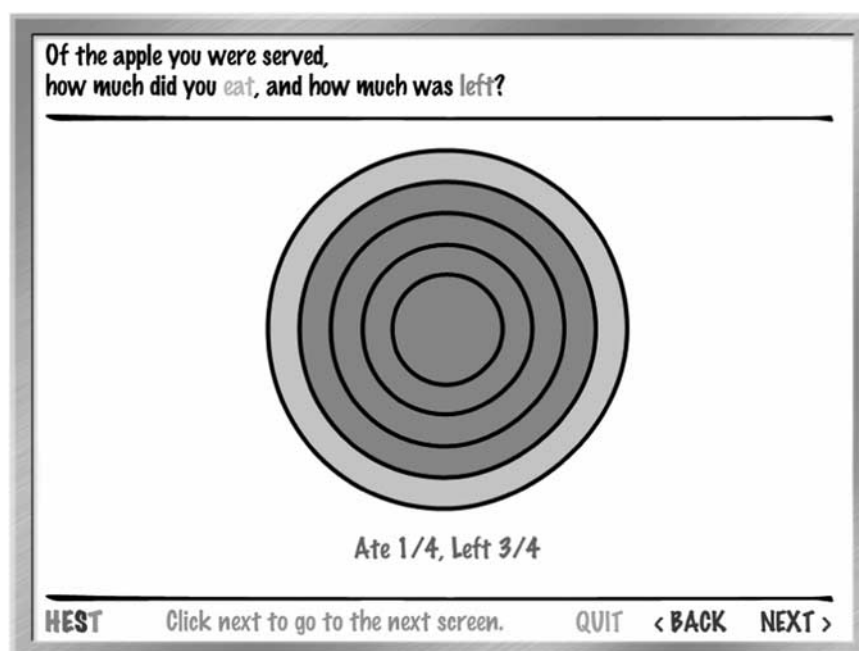 Of the apple you were served,
how much did you eat, and how much was left?
Ate 1/4, Left 3/4
HEST Click next to go to the next screen. QUIT < BACK NEXT >